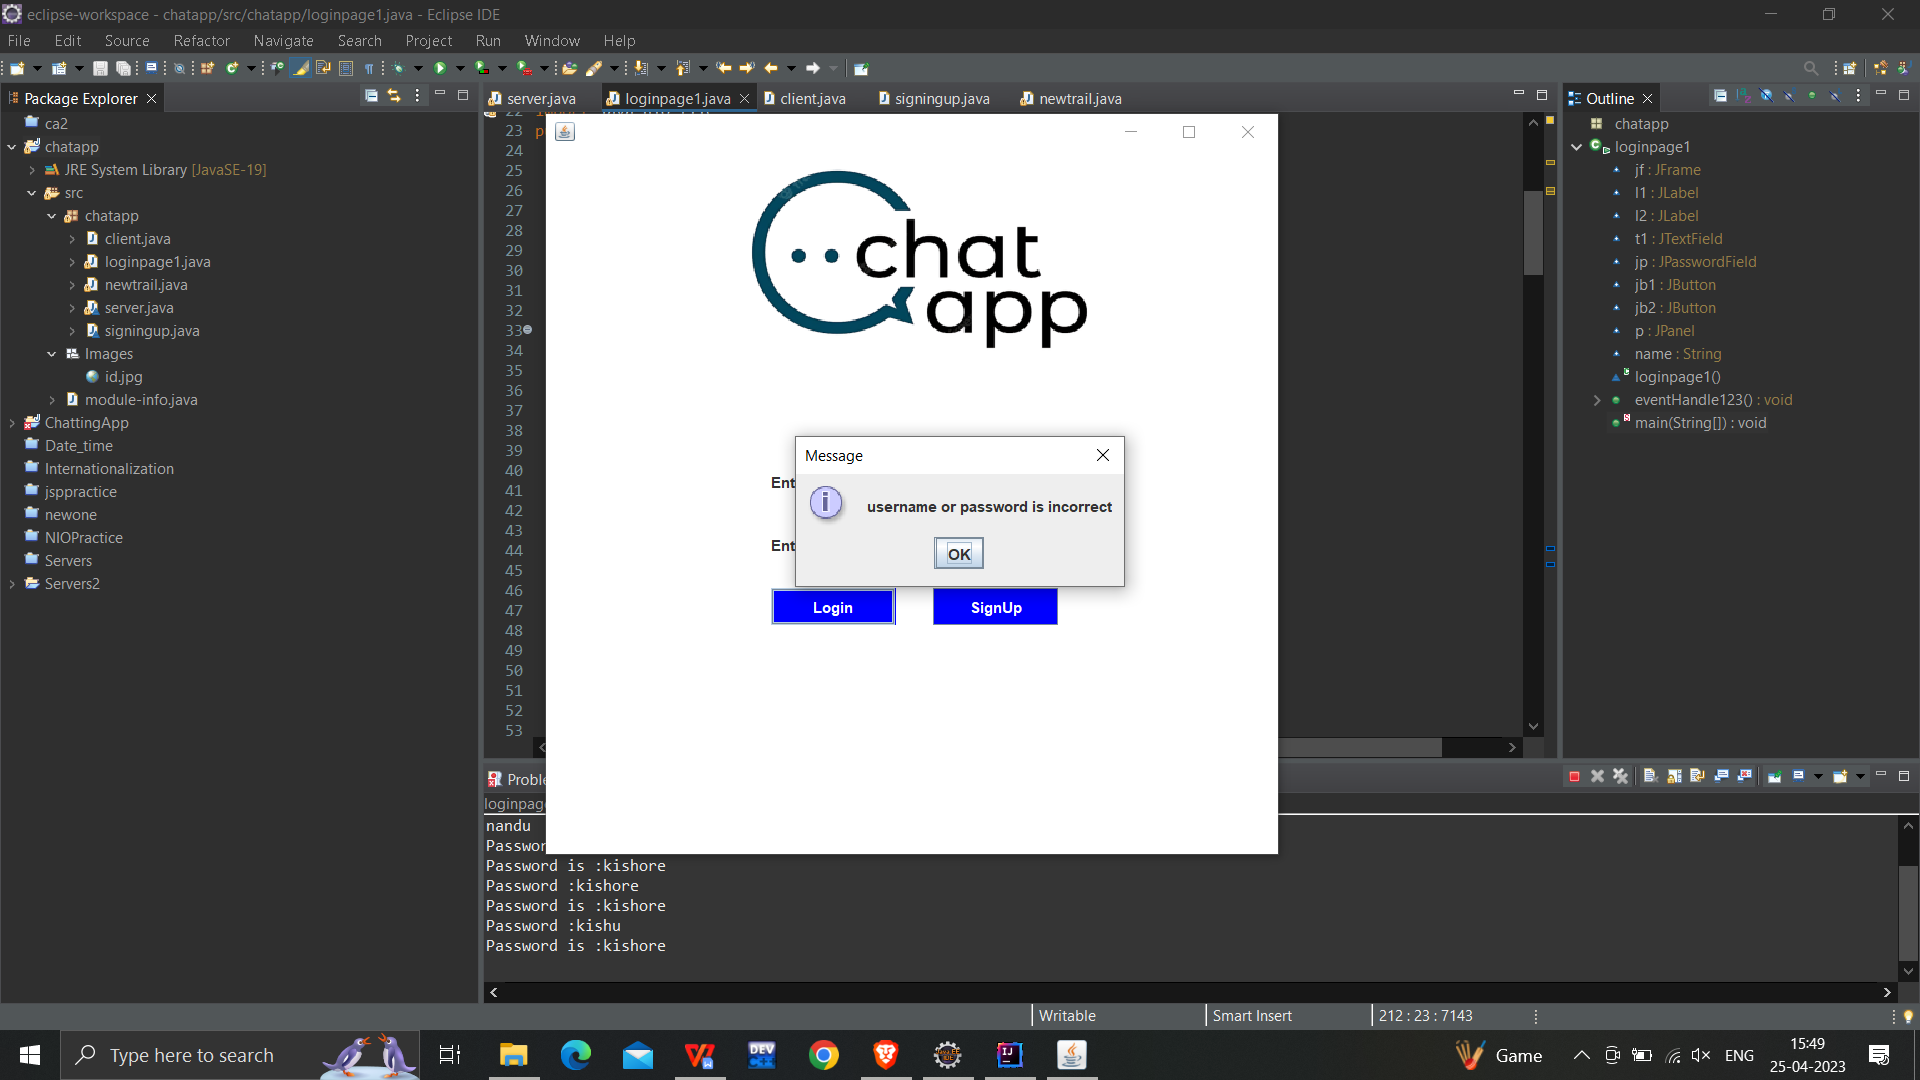 eclipse-workspace - chatapp/src/chatapp/loginpage1.java - Eclipse IDE
File Edit Source Refactor Navigate Search Project Run Window Help
Package Explorer
ca2
chatapp
JRE System Library [JavaSE-19]
src
chatapp
client.java
loginpage1.java
newtrail.java
server.java
signingup.java
Images
id.jpg
module-info.java
ChattingApp
Date_time
Internationalization
jsppractice
newone
NIOPractice
Servers
Servers2
server.java loginpage1.java client.java signingup.java newtrail.java
22
23 p
24
25
26
27
28
29
30
31
32
33
34
35
36
37
38
39
40
41
42
43
44
45
46
47
48
49
50
51
52
53
chat
app
Ent
Ent
Message
username or password is incorrect
OK
Login SignUp
Outline
chatapp
loginpage1
jf : JFrame
l1 : JLabel
l2 : JLabel
t1 : JTextField
jp : JPasswordField
jb1 : JButton
jb2 : JButton
p : JPanel
name : String
loginpage1()
eventHandle123() : void
main(String[]) : void
Proble
loginpag
nandu
Passwor
Password is :kishore
Password :kishore
Password is :kishore
Password :kishu
Password is :kishore
Writable Smart Insert 212 : 23 : 7143
Type here to search
DEV
IJ
Game
ENG
15:49
25-04-2023